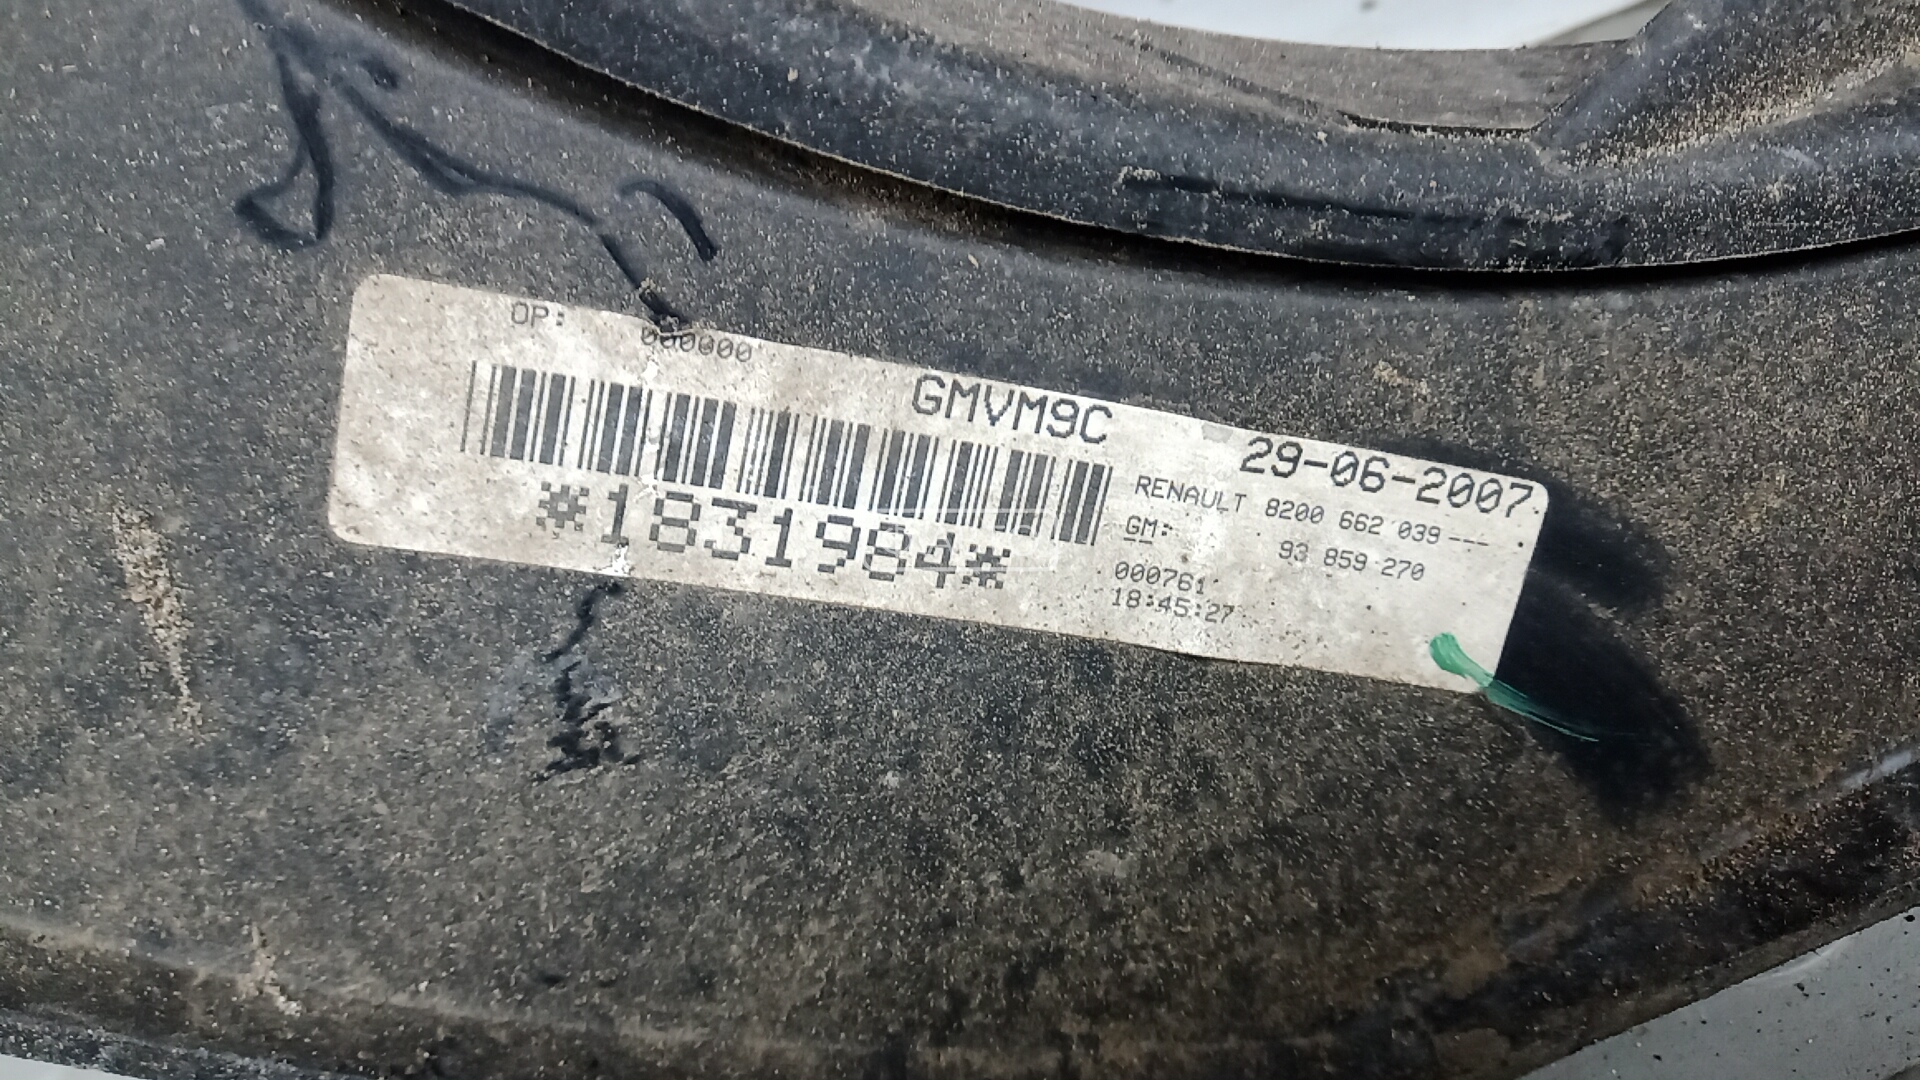 OP: 000000
GMVM9C
29-06-2007
*1831984*
RENAULT 8200 662 039 ---
GM: 93 859 270
000761
18:45:27